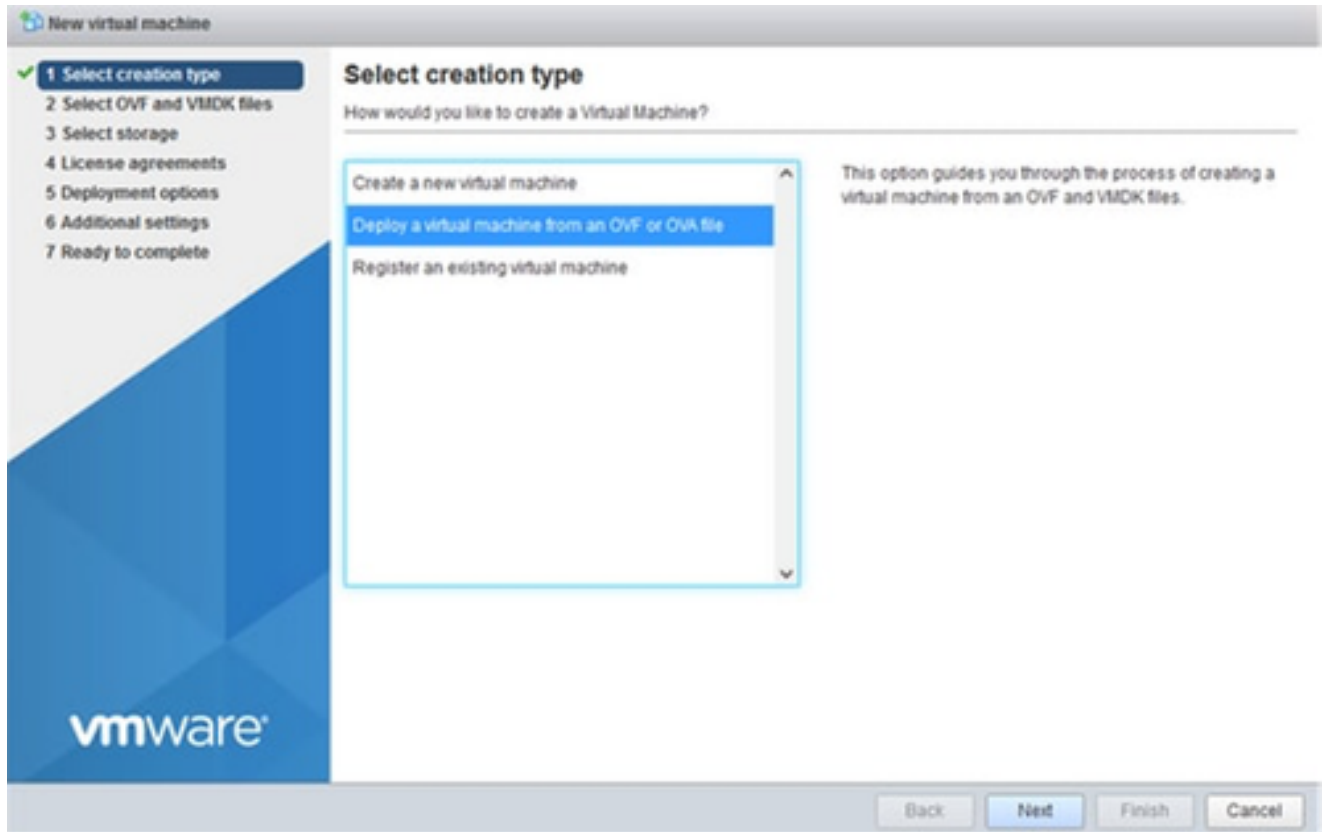 New virtual machine
1 Select creation type
2 Select OVF and VMDK files
3 Select storage
4 License agreements
5 Deployment options
6 Additional settings
7 Ready to complete
vmware
Select creation type
How would you like to create a Virtual Machine?
Create a new virtual machine
Deploy a virtual machine from an OVF or OVA file
Register an existing virtual machine
This option guides you through the process of creating a
virtual machine from an OVF and VMDK files.
Back Next Finish Cancel